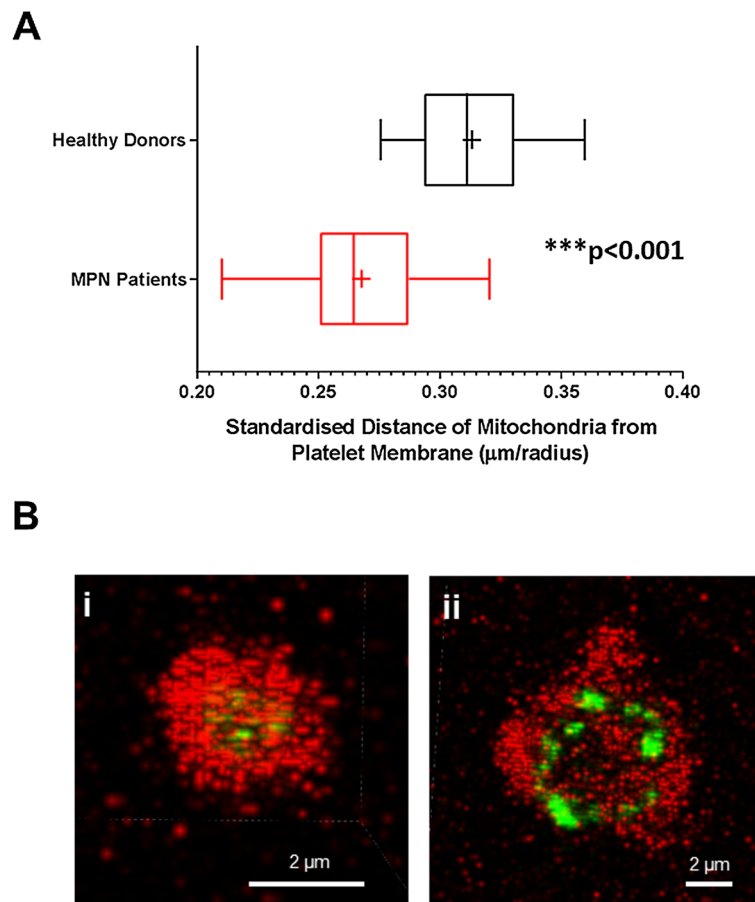 A
Healthy Donors
MPN Patients
***p<0.001
0.20 0.25 0.30 0.35 0.40
Standardised Distance of Mitochondria from
Platelet Membrane (µm/radius)
B
i
ii
2 µm
2 µm